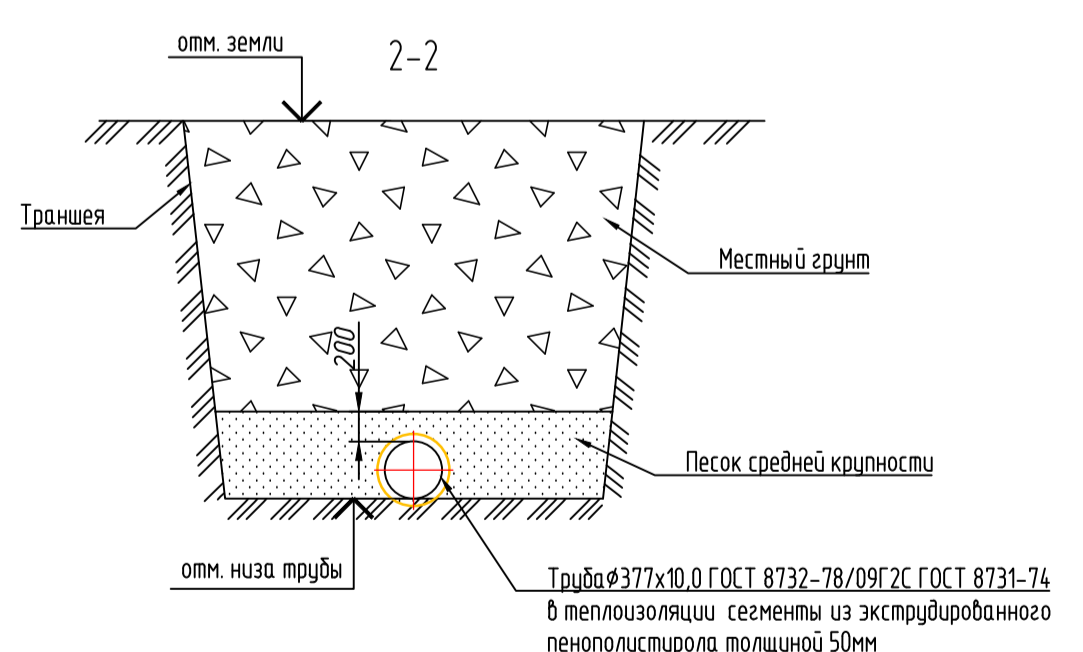 отм. земли
2-2
Траншея
Местный грунт
200
Песок средней крупности
отм. низа трубы
Труба⌀377х10,0 ГОСТ 8732-78/09Г2С ГОСТ 8731-74
в теплоизоляции сегменты из экструдированного
пенополистирола толщиной 50мм